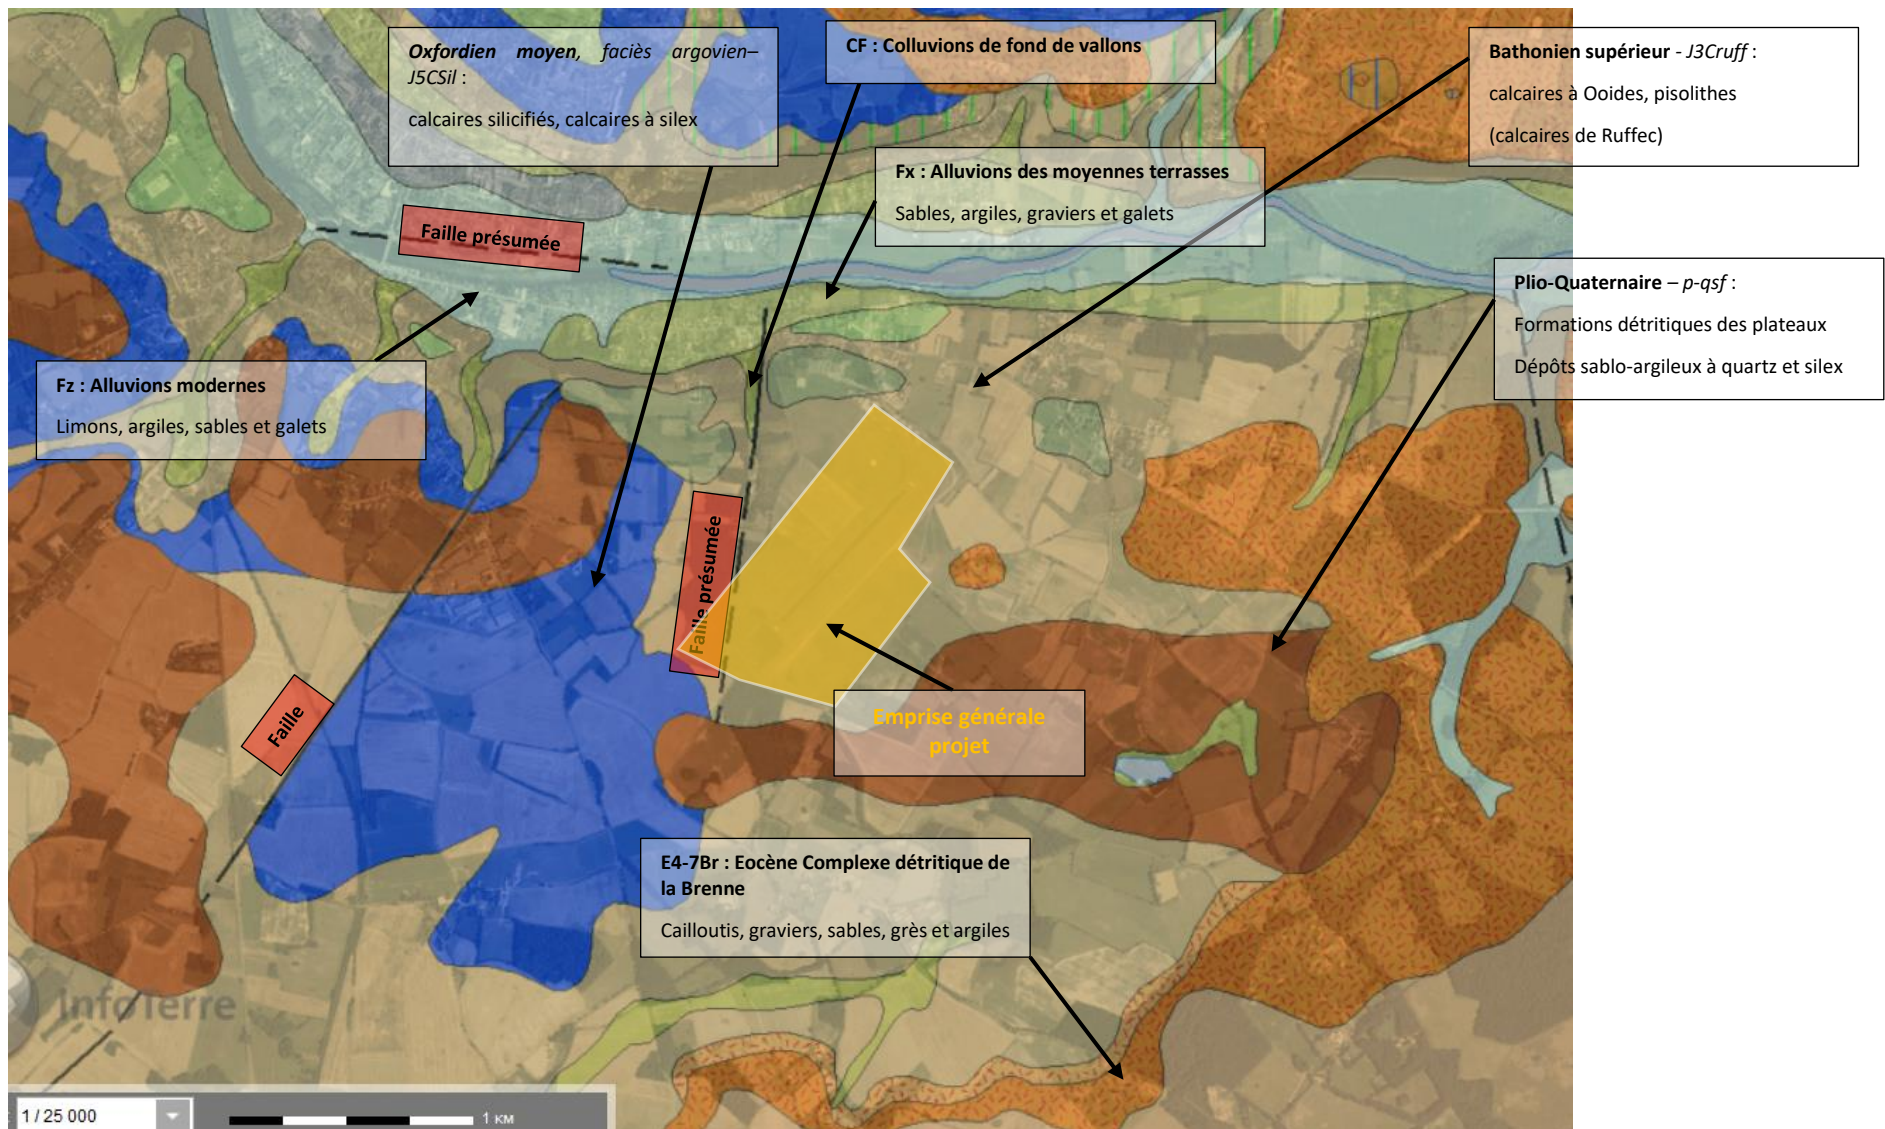 Oxfordien moyen, faciès argovien–
J5CSil :
calcaires silicifiés, calcaires à silex
CF : Colluvions de fond de vallons
Bathonien supérieur - J3Cruff :
calcaires à Ooides, pisolithes
(calcaires de Ruffec)
Fx : Alluvions des moyennes terrasses
Sables, argiles, graviers et galets
Faille présumée
Plio-Quaternaire – p-qsf :
Formations détritiques des plateaux
Dépôts sablo-argileux à quartz et silex
Fz : Alluvions modernes
Limons, argiles, sables et galets
Faille présumée
Faille
Emprise générale
projet
E4-7Br : Eocène Complexe détritique de
la Brenne
Cailloutis, graviers, sables, grès et argiles
InfoTerre
1 / 25 000
1 KM